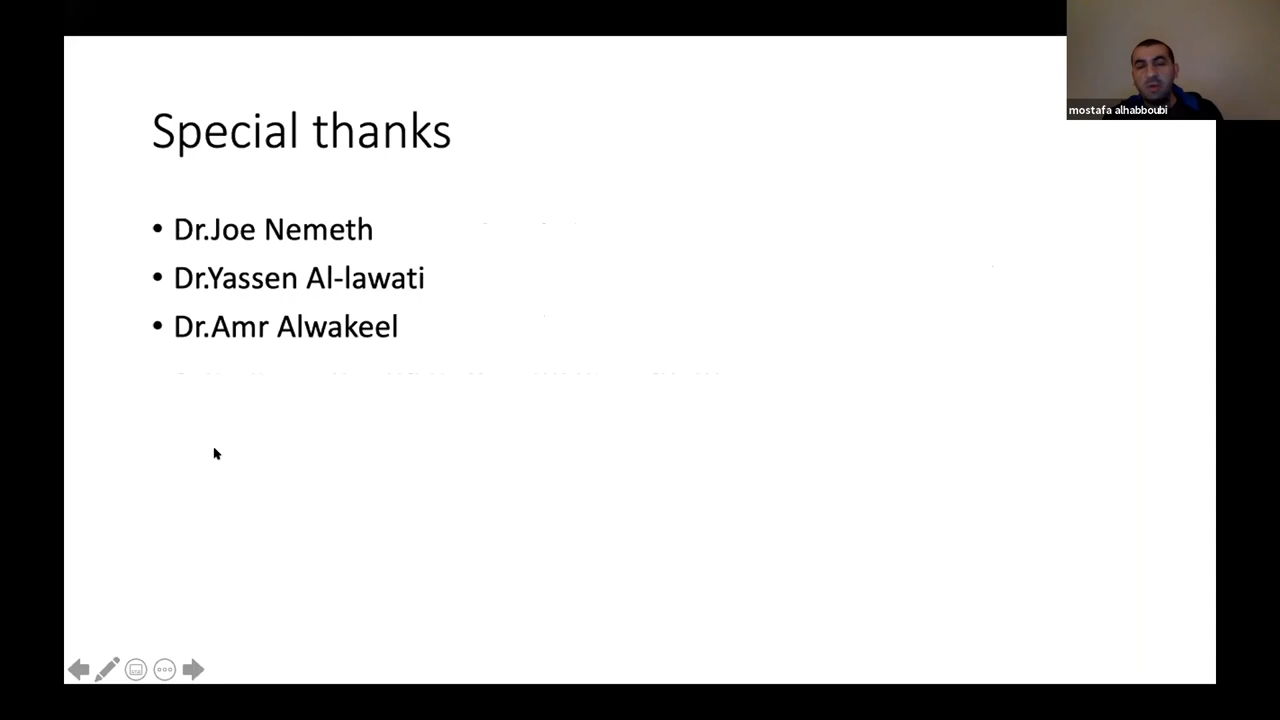 mostafa alhabboubi
Special thanks
• Dr.Joe Nemeth
• Dr.Yassen Al-lawati
• Dr.Amr Alwakeel